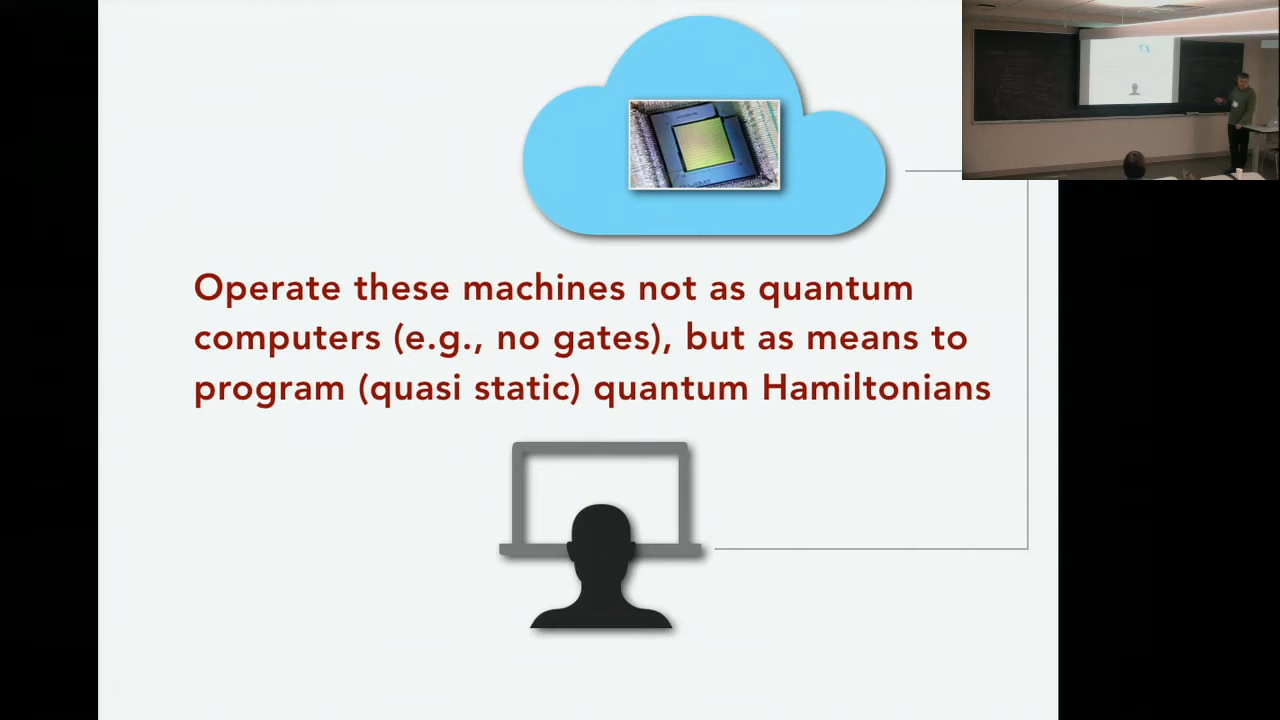 Operate these machines not as quantum
computers (e.g., no gates), but as means to
program (quasi static) quantum Hamiltonians